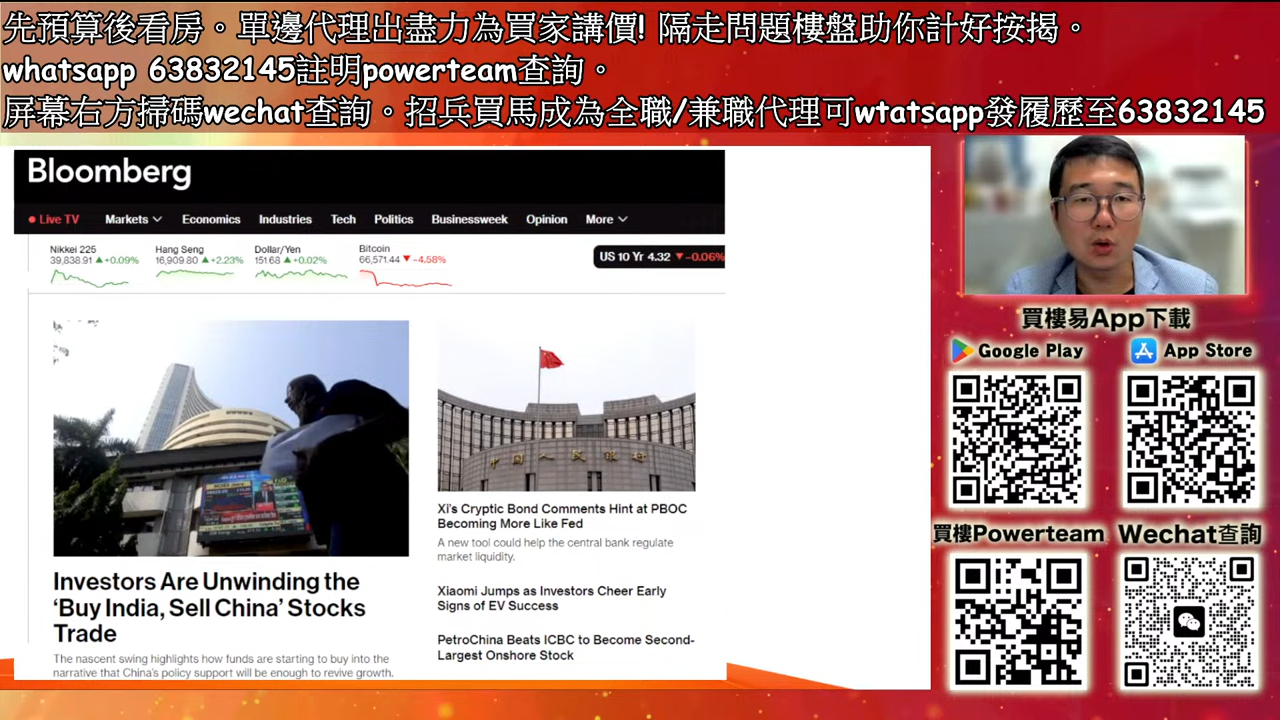 先預算後看房。單邊代理出盡力為買家講價! 隔走問題樓盤助你計好按揭。
whatsapp 63832145註明powerteam查詢。
屏幕右方掃碼wechat查詢。招兵買馬成為全職/兼職代理可wtatsapp發履歷至63832145
Bloomberg
Live TV Markets Economics Industries Tech Politics Businessweek Opinion More
Nikkei 225
39,838.91 ▲+0.09%
Hang Seng
16,909.80 ▲+2.23%
Dollar/Yen
151.68 ▲+0.02%
Bitcoin
66,571.44 ▼-4.58%
US 10 Yr 4.32 ▼-0.06%
Investors Are Unwinding the
‘Buy India, Sell China’ Stocks
Trade
The nascent swing highlights how funds are starting to buy into the
narrative that China's policy support will be enough to revive growth.
中国人民银行
Xi's Cryptic Bond Comments Hint at PBOC
Becoming More Like Fed
A new tool could help the central bank regulate
market liquidity.
Xiaomi Jumps as Investors Cheer Early
Signs of EV Success
PetroChina Beats ICBC to Become Second-
Largest Onshore Stock
買樓易App下載
Google Play
App Store
買樓Powerteam
Wechat查詢